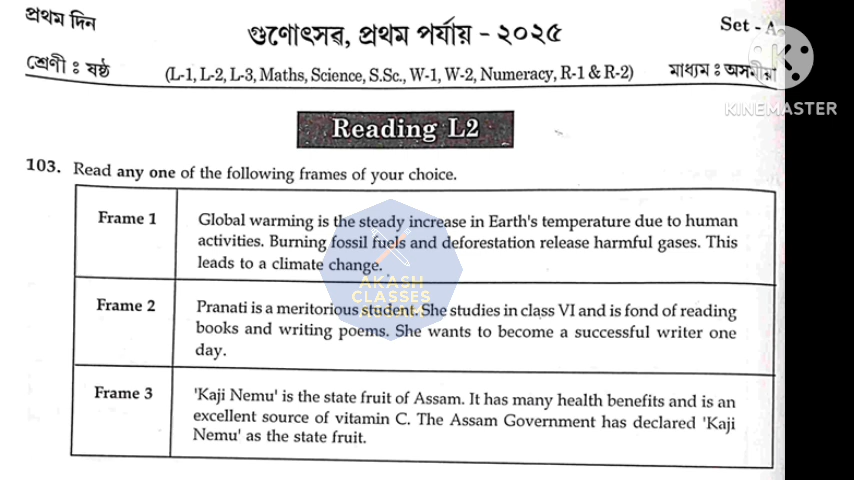 প্ৰথম দিন
গুণোৎসৱ, প্ৰথম পৰ্যায় - ২০২৫
Set - A
শ্ৰেণী : ষষ্ঠ
(L-1, L-2, L-3, Maths, Science, S.Sc., W-1, W-2, Numeracy, R-1 & R-2)
মাধ্যম : অসমীয়া
KINEMASTER
Reading L2
103. Read any one of the following frames of your choice.
Frame 1
Global warming is the steady increase in Earth's temperature due to human
activities. Burning fossil fuels and deforestation release harmful gases. This
leads to a climate change.
Frame 2
Pranati is a meritorious student. She studies in class VI and is fond of reading
books and writing poems. She wants to become a successful writer one
day.
Frame 3
'Kaji Nemu' is the state fruit of Assam. It has many health benefits and is an
excellent source of vitamin C. The Assam Government has declared 'Kaji
Nemu' as the state fruit.
AKASH
CLASSES